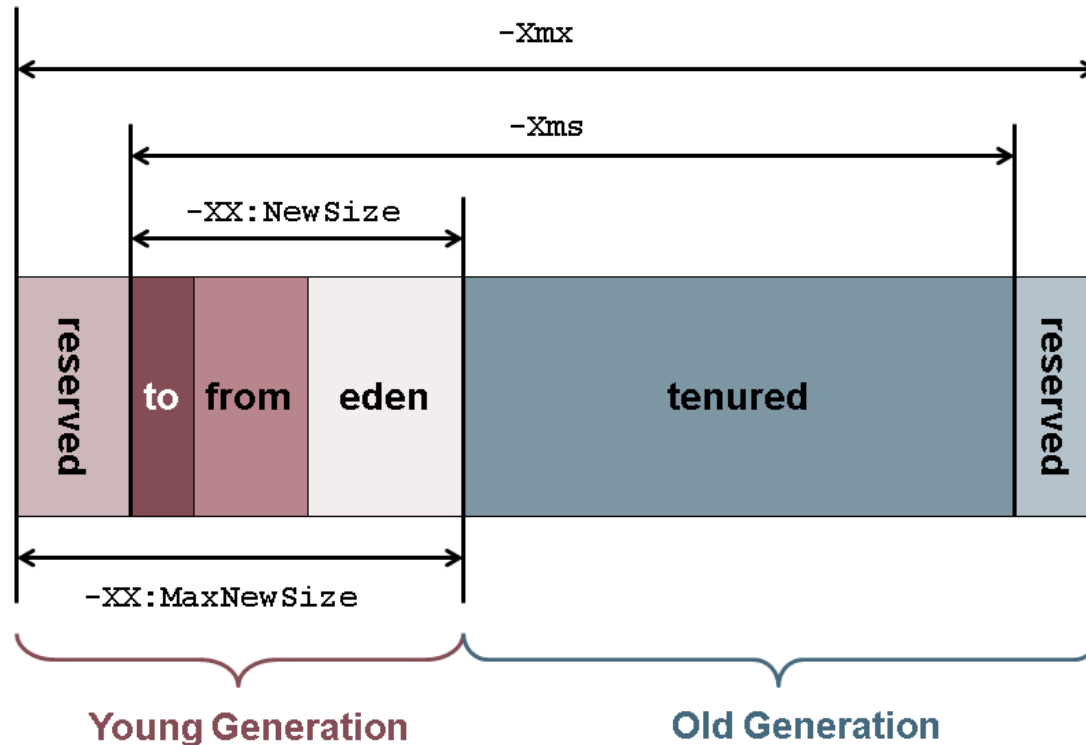 -Xmx
-Xms
-XX:NewSize
reserved
to
from
eden
tenured
reserved
-XX:MaxNewSize
Young Generation
Old Generation